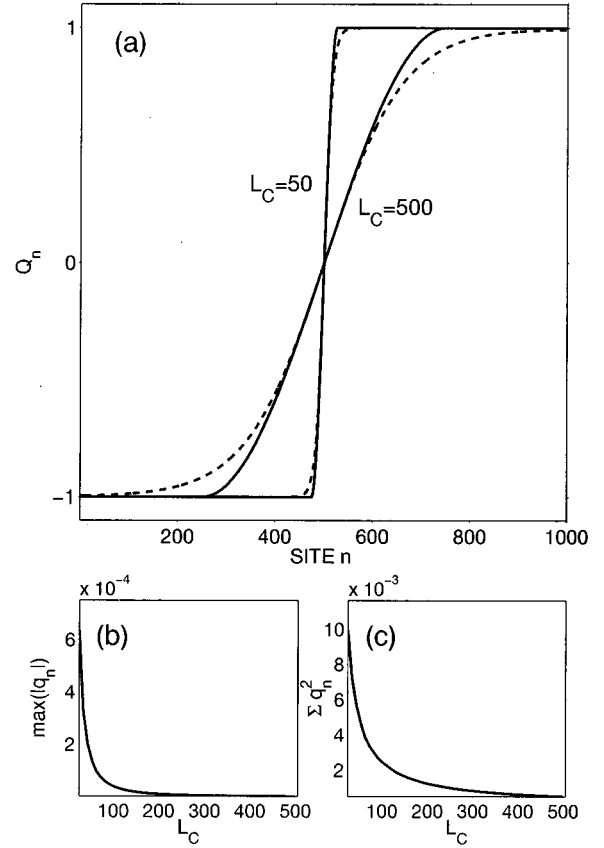 (a)
1
0
-1
Q_n
L_C=50
L_C=500
200 400 600 800 1000
SITE n
x 10^-4
(b)
6
4
2
max(|q_n|)
100 200 300 400 500
L_C
x 10^-3
(c)
10
8
6
4
2
Σ q_n^2
100 200 300 400 500
L_C